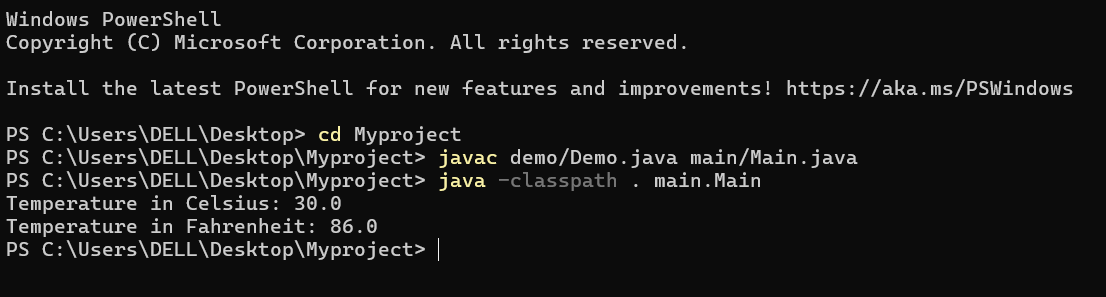 Windows PowerShell
Copyright (C) Microsoft Corporation. All rights reserved.
Install the latest PowerShell for new features and improvements! https://aka.ms/PSWindows
PS C:\Users\DELL\Desktop> cd Myproject
PS C:\Users\DELL\Desktop\Myproject> javac demo/Demo.java main/Main.java
PS C:\Users\DELL\Desktop\Myproject> java -classpath . main.Main
Temperature in Celsius: 30.0
Temperature in Fahrenheit: 86.0
PS C:\Users\DELL\Desktop\Myproject>